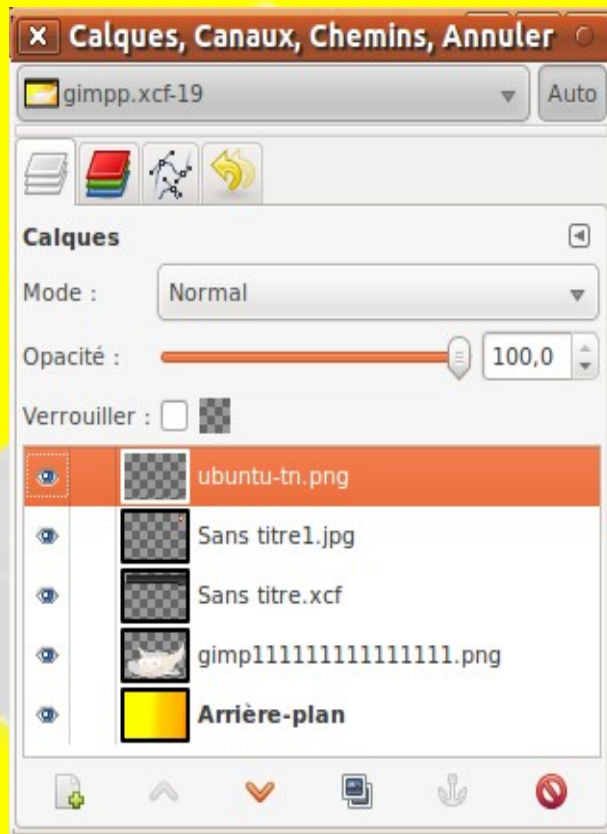 Calques, Canaux, Chemins, Annuler
gimpp.xcf-19
Auto
Calques
Mode :
Normal
Opacité :
100,0
Verrouiller :
ubuntu-tn.png
Sans titre1.jpg
Sans titre.xcf
gimp111111111111111.png
Arrière-plan